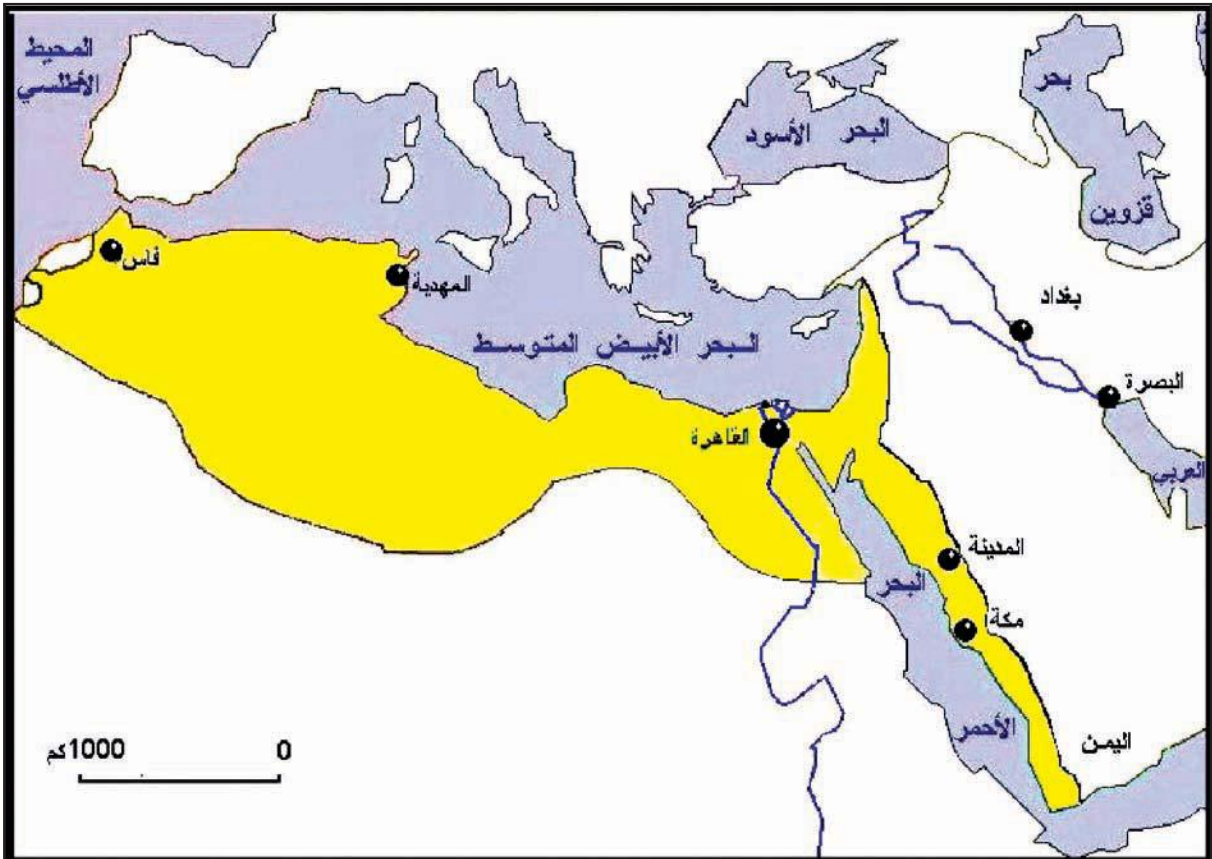 المحيط
الأطلسي
البحر الأسود
بحر
قزوين
فاس
المهدية
بغداد
البصرة
البحر الأبيض المتوسط
القاهرة
العربي
المدينة
البحر
مكة
الأحمر
اليمن
1000كم 0